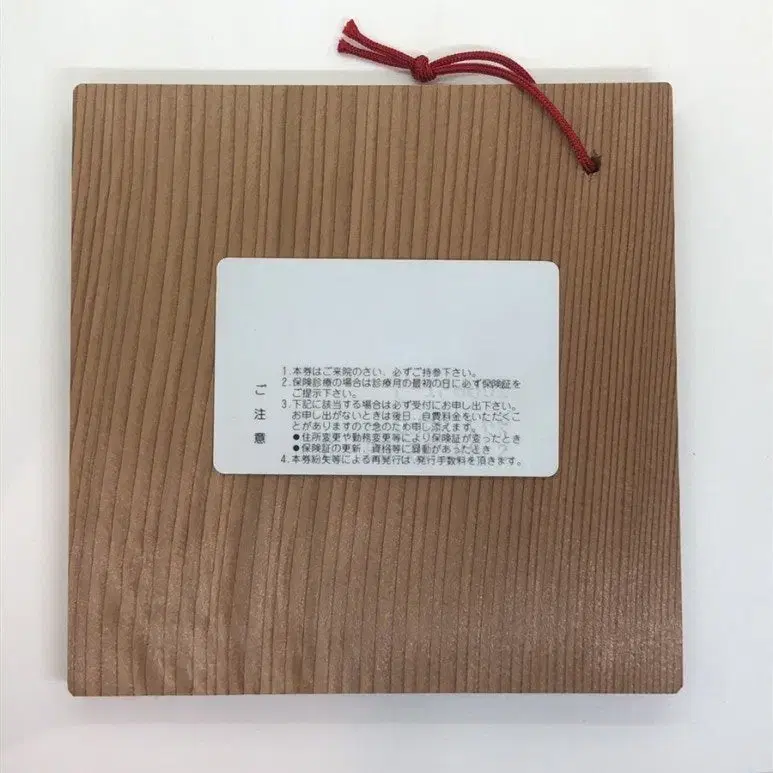 ご注意
1.本券はご来院のさい、必ずご持参下さい。
2.保険診療の場合は診療月の最初の日に必ず保険証を
ご提示下さい。
3.下記に該当する場合は必ず受付にお申し出下さい。
お申し出がないときは後日、自費料金をいただくこ
とがありますので念のため申し添えます。
●住所変更や勤務変更等により保険証が変ったとき
●保険証の更新、資格等に異動があったとき
4.本券紛失等による再発行は、発行手数料を頂きます。